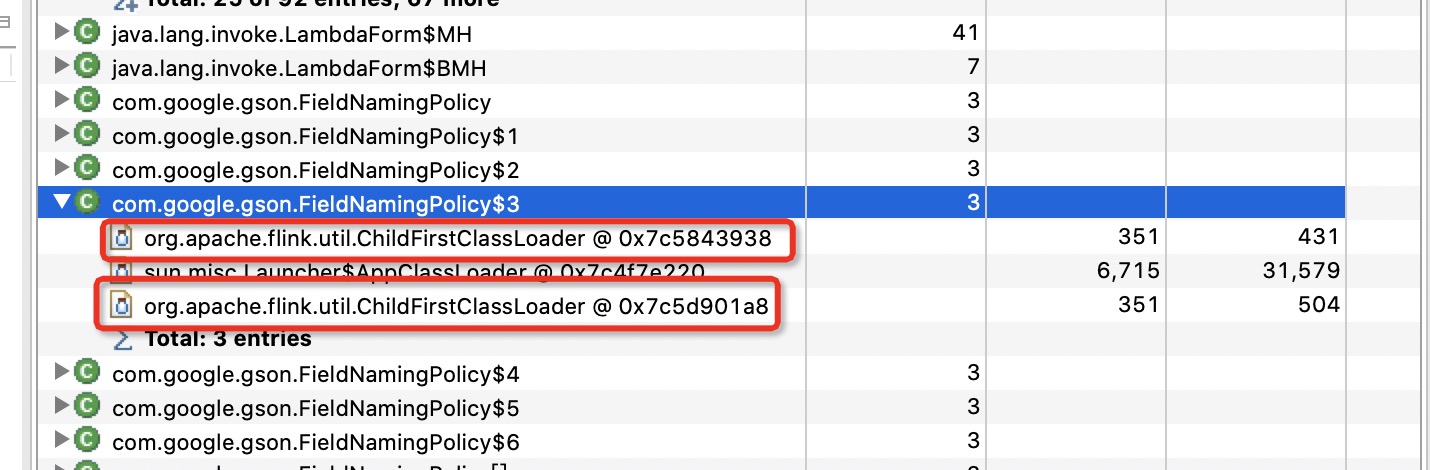 Total: 25 of 92 entries, 67 more
java.lang.invoke.LambdaForm$MH 41
java.lang.invoke.LambdaForm$BMH 7
com.google.gson.FieldNamingPolicy 3
com.google.gson.FieldNamingPolicy$1 3
com.google.gson.FieldNamingPolicy$2 3
com.google.gson.FieldNamingPolicy$3 3
org.apache.flink.util.ChildFirstClassLoader @ 0x7c5843938 351 431
sun.misc.Launcher$AppClassLoader @ 0x7c4f7e220 6,715 31,579
org.apache.flink.util.ChildFirstClassLoader @ 0x7c5d901a8 351 504
Total: 3 entries
com.google.gson.FieldNamingPolicy$4 3
com.google.gson.FieldNamingPolicy$5 3
com.google.gson.FieldNamingPolicy$6 3